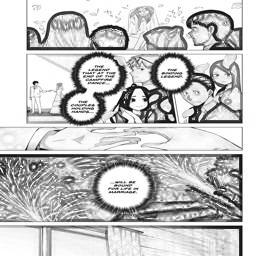 THE
LEGEND
THAT AT THE
END OF THE
CAMPFIRE
DANCE...
THE
BINDING
LEGEND
THE
COUPLES
HOLDING
HANDS...
...WILL BE
BOUND
FOR LIFE IN
MARRIAGE.